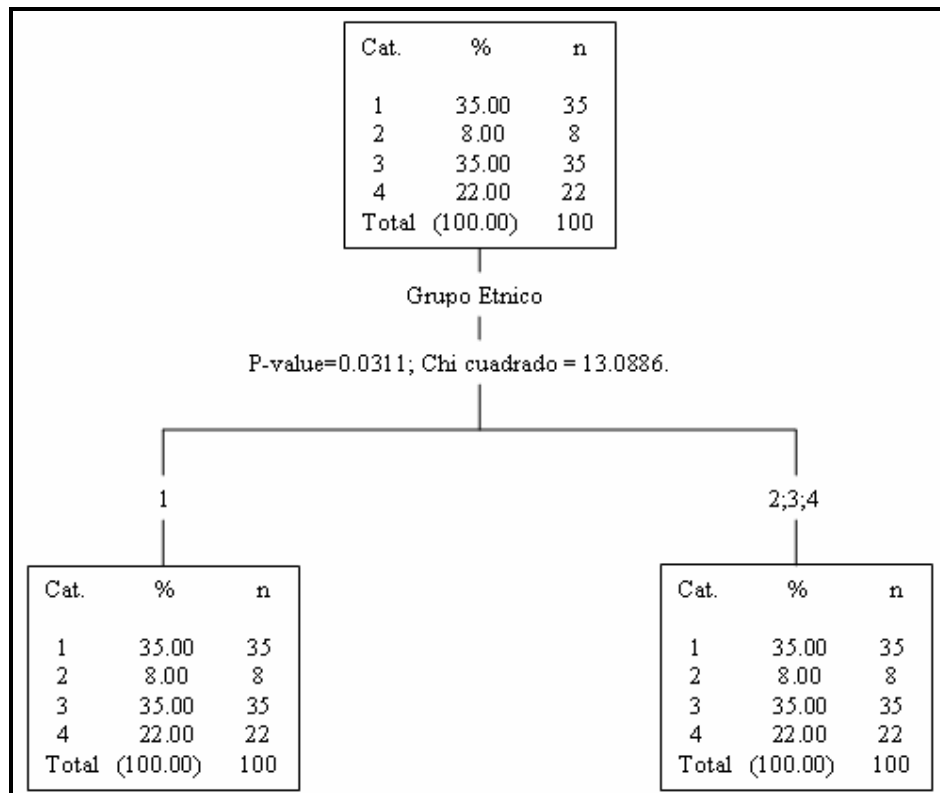 Cat. % n
1 35.00 35
2 8.00 8
3 35.00 35
4 22.00 22
Total (100.00) 100
Grupo Etnico
P-value=0.0311; Chi cuadrado = 13.0886.
1
2;3;4
Cat. % n
1 35.00 35
2 8.00 8
3 35.00 35
4 22.00 22
Total (100.00) 100
Cat. % n
1 35.00 35
2 8.00 8
3 35.00 35
4 22.00 22
Total (100.00) 100